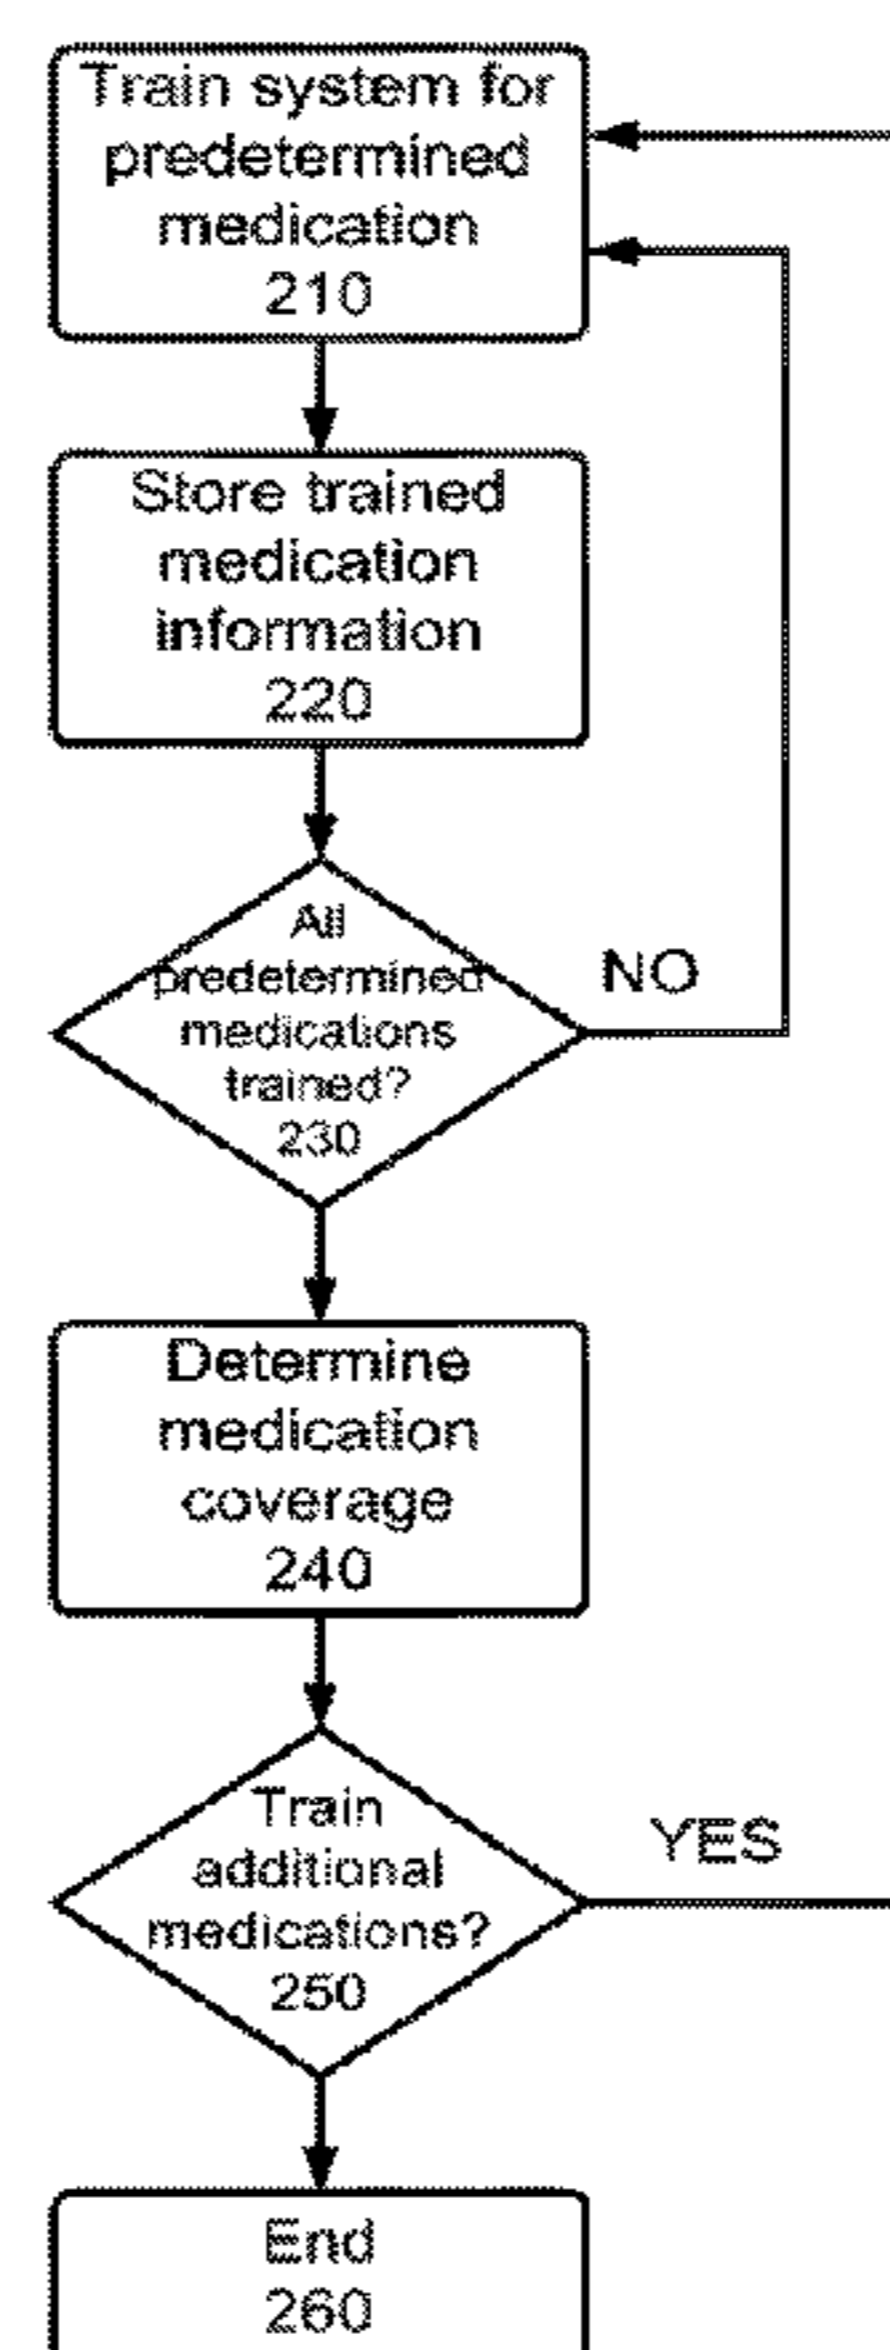 Train system for
predetermined
medication
210
Store trained
medication
information
220
All
predetermined
medications
trained?
230
NO
Determine
medication
coverage
240
Train
additional
medications?
250
YES
End
260